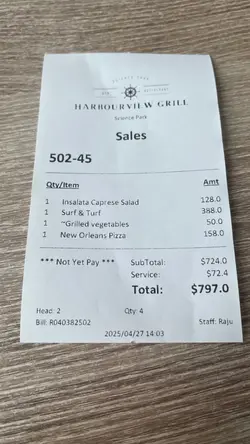 HARBOURVIEW GRILL
Science Park
Sales
502-45
Qty/Item Amt
1 Insalata Caprese Salad 128.0
1 Surf & Turf 388.0
1 ~Grilled vegetables 50.0
1 New Orleans Pizza 158.0
*** Not Yet Pay *** SubTotal: $724.0
Service: $72.4
Total: $797.0
Head: 2 Qty: 4
Bill: R040382502 Staff: Raju
2025/04/27 14:03